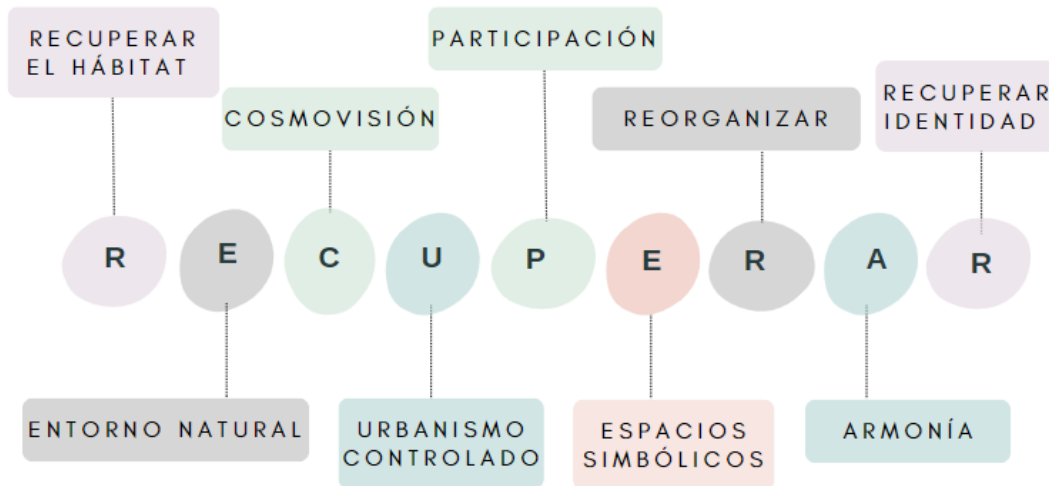 RECUPERAR
EL HÁBITAT
COSMOVISIÓN
PARTICIPACIÓN
REORGANIZAR
RECUPERAR
IDENTIDAD
R E C U P E R A R
ENTORNO NATURAL
URBANISMO
CONTROLADO
ESPACIOS
SIMBÓLICOS
ARMONÍA